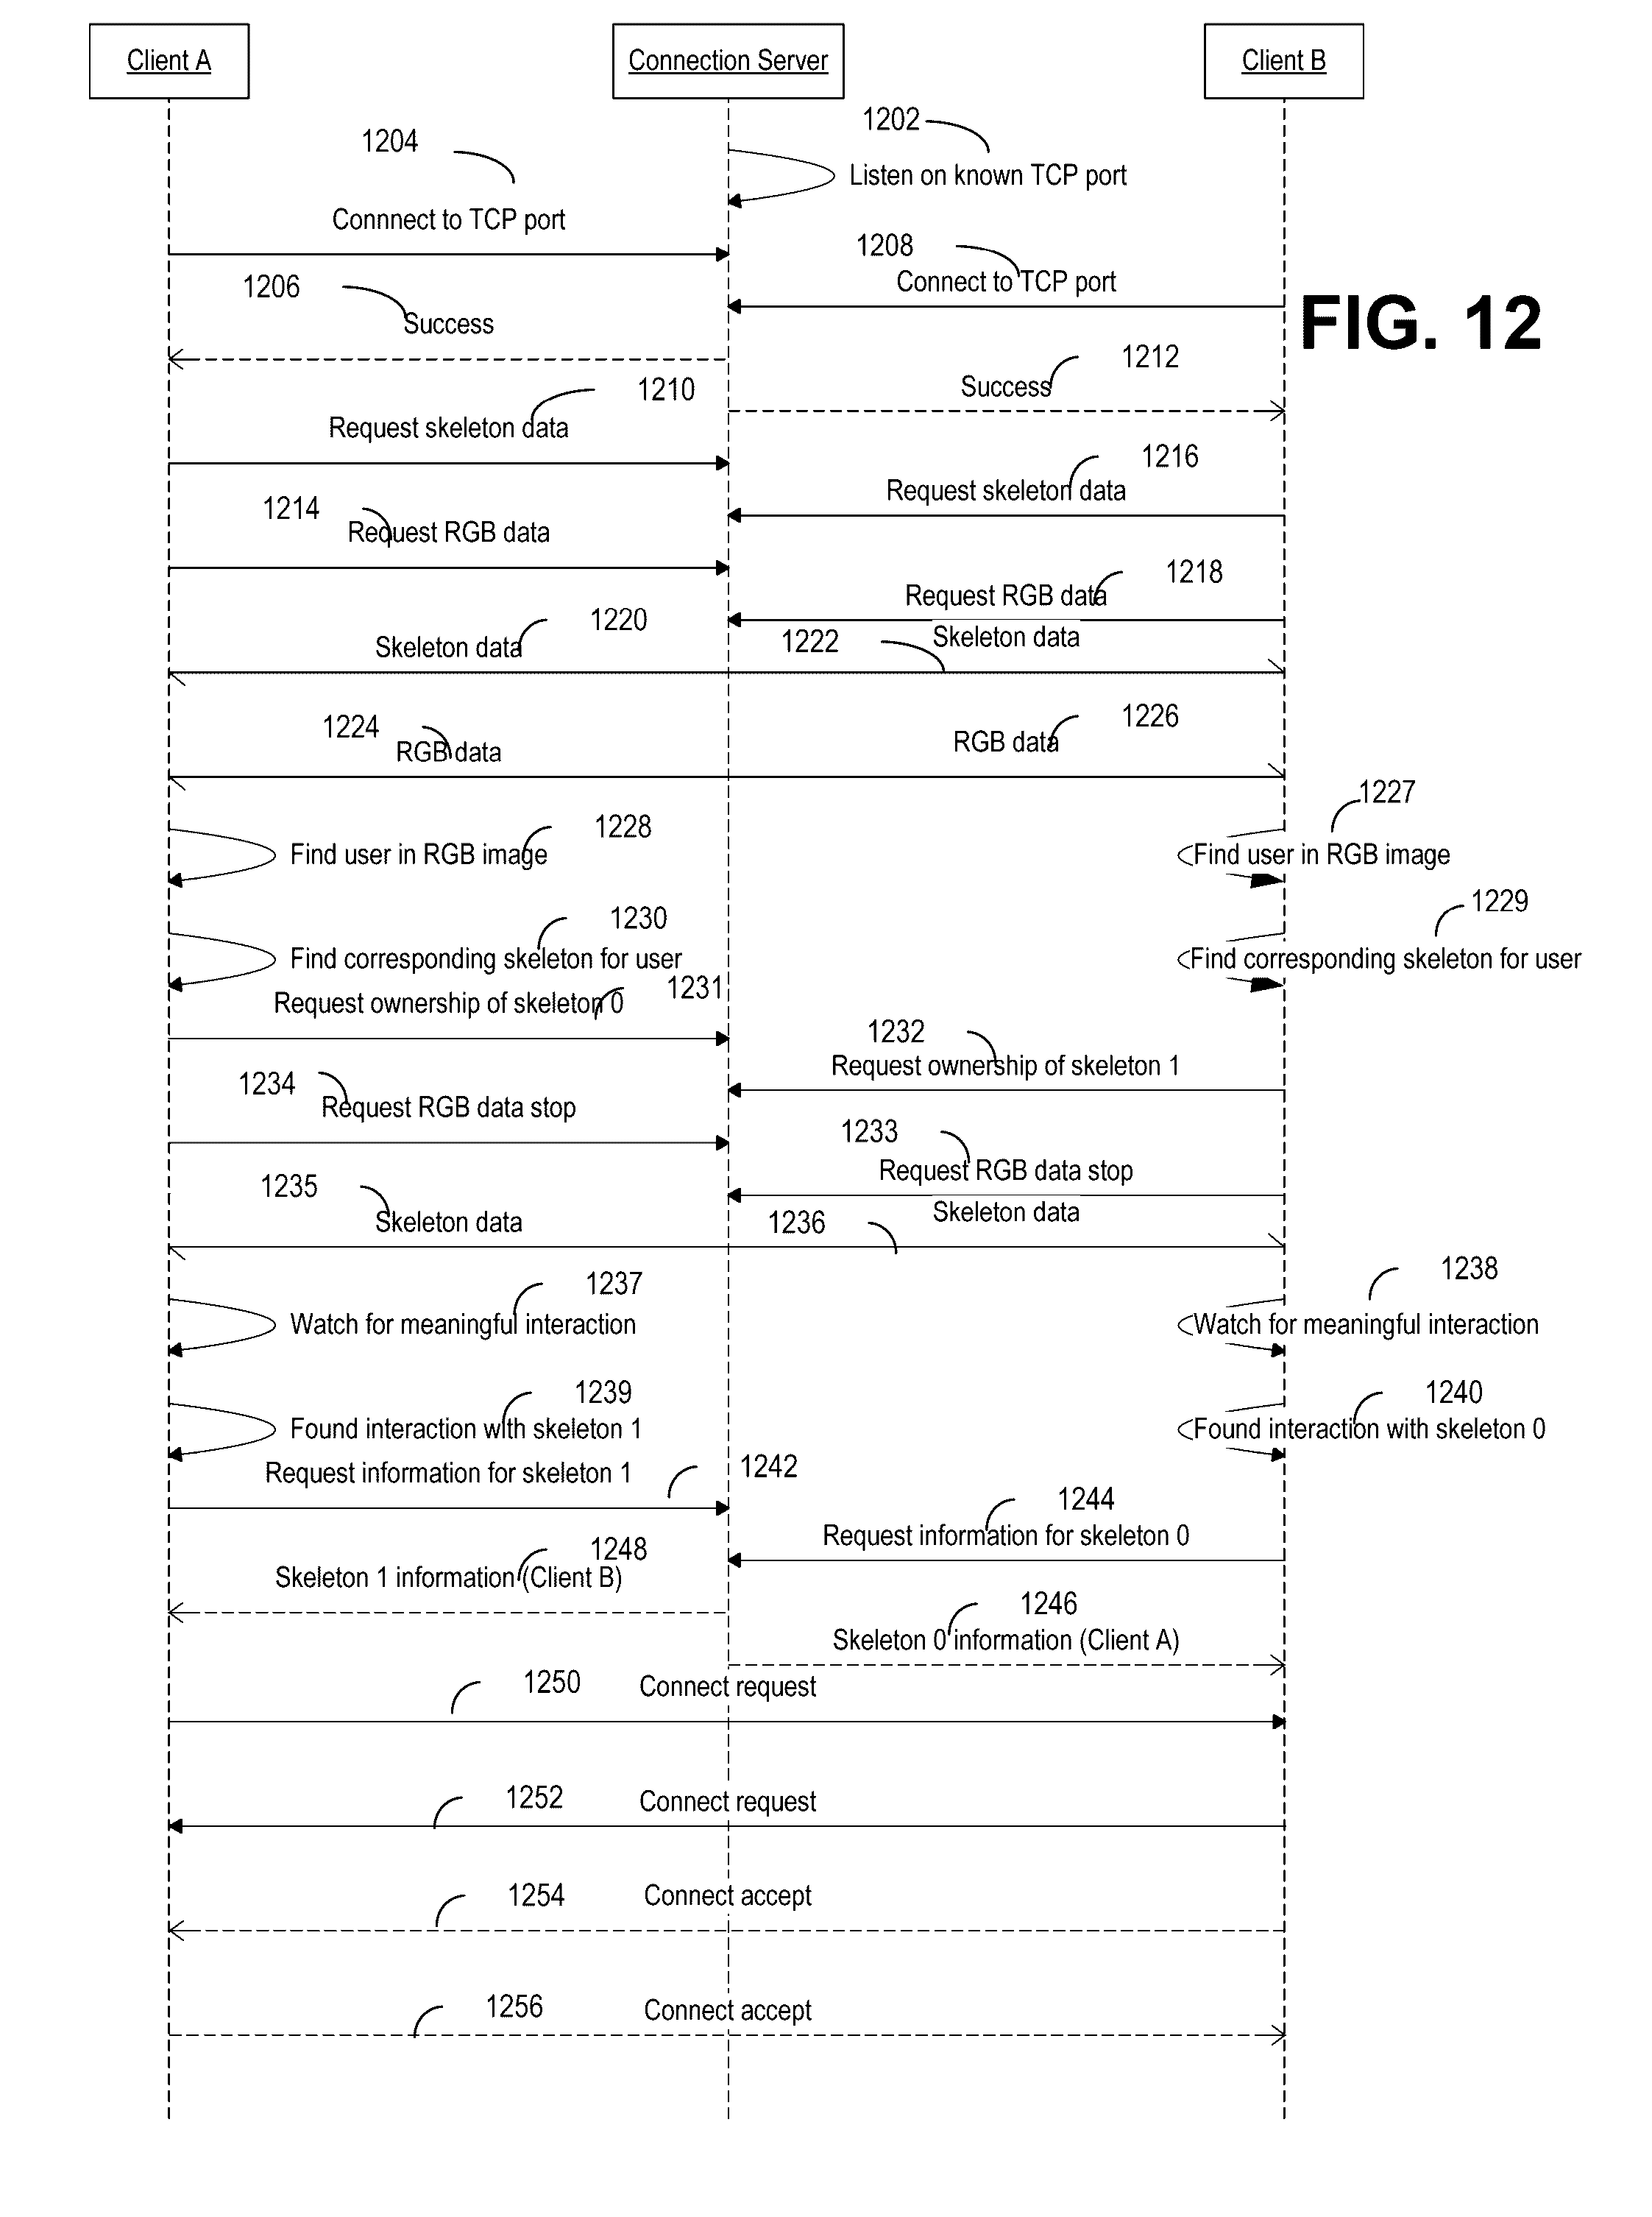 Client A
Connection Server
Client B
1202
Listen on known TCP port
1204
Connnect to TCP port
1208
Connect to TCP port
FIG. 12
1206
Success
1212
Success
1210
Request skeleton data
1216
Request skeleton data
1214
Request RGB data
1218
Request RGB data
1220
Skeleton data
1222
Skeleton data
1224
RGB data
1226
RGB data
1227
1228
Find user in RGB image
Find user in RGB image
1229
1230
Find corresponding skeleton for user
Find corresponding skeleton for user
1231
Request ownership of skeleton 0
1232
Request ownership of skeleton 1
1234
Request RGB data stop
1233
Request RGB data stop
1235
Skeleton data
1236
Skeleton data
1237
Watch for meaningful interaction
1238
Watch for meaningful interaction
1239
Found interaction with skeleton 1
1240
Found interaction with skeleton 0
Request information for skeleton 1
1242
1244
Request information for skeleton 0
1248
Skeleton 1 information (Client B)
1246
Skeleton 0 information (Client A)
1250
Connect request
1252
Connect request
1254
Connect accept
1256
Connect accept